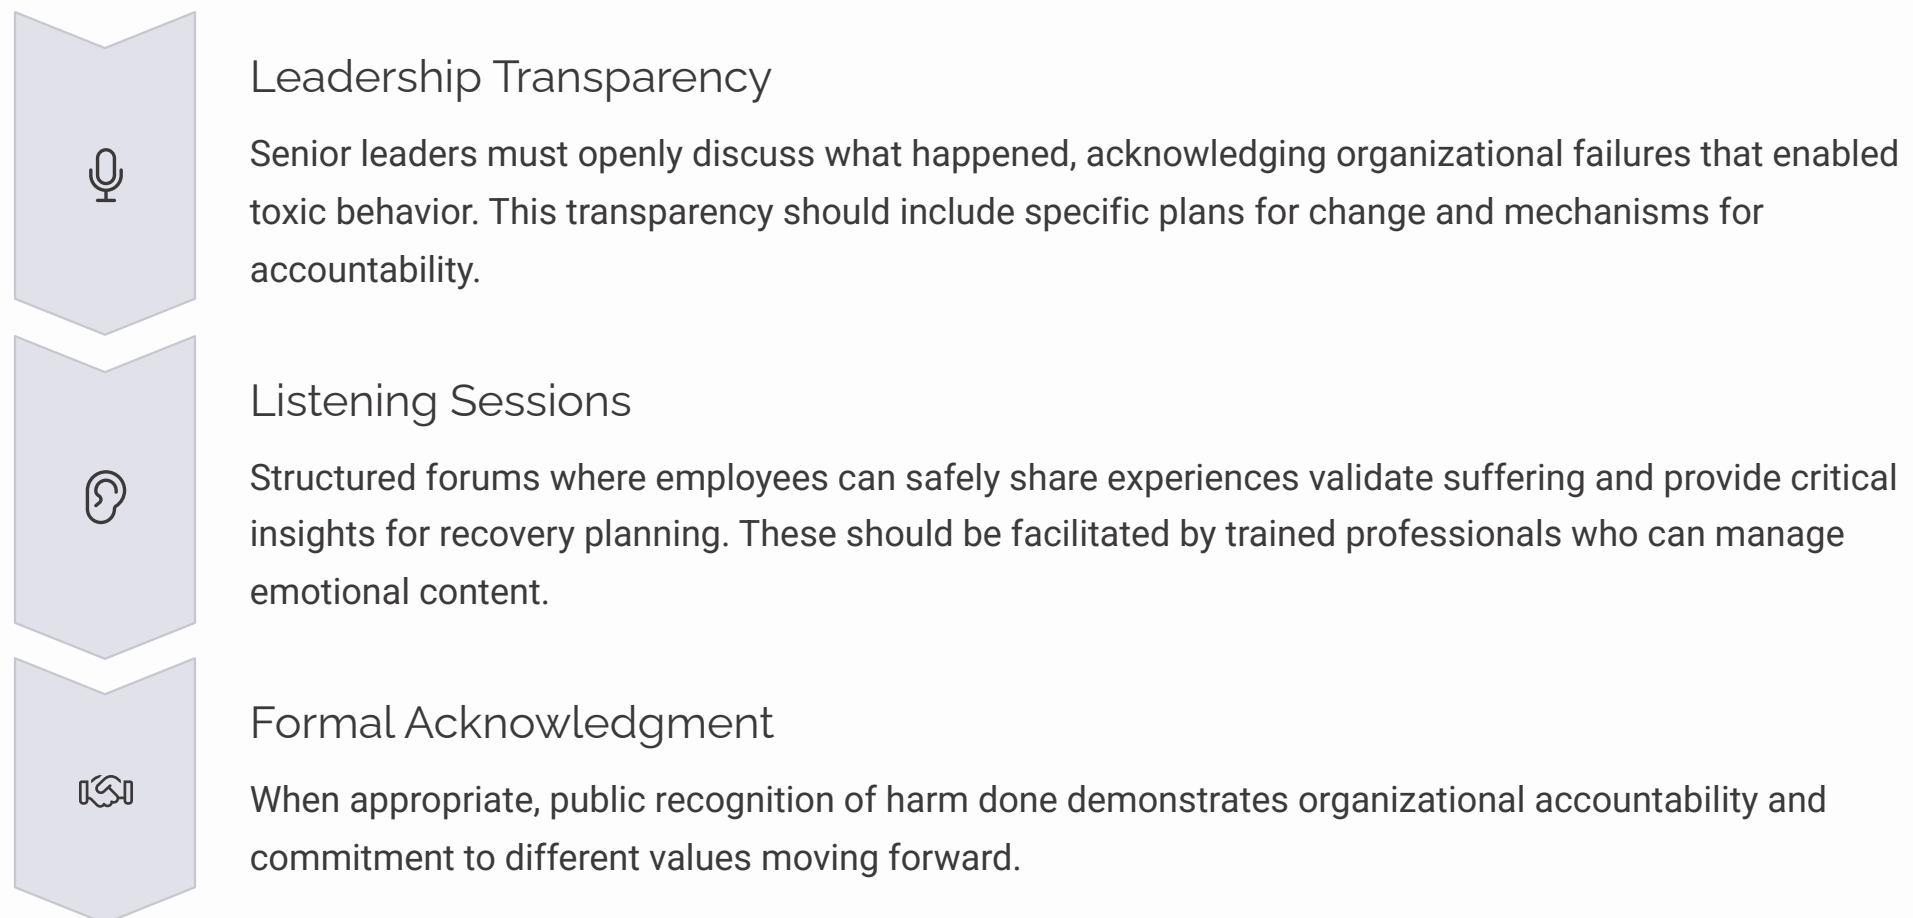 Leadership Transparency
Senior leaders must openly discuss what happened, acknowledging organizational failures that enabled
toxic behavior. This transparency should include specific plans for change and mechanisms for
accountability.
Listening Sessions
Structured forums where employees can safely share experiences validate suffering and provide critical
insights for recovery planning. These should be facilitated by trained professionals who can manage
emotional content.
Formal Acknowledgment
When appropriate, public recognition of harm done demonstrates organizational accountability and
commitment to different values moving forward.